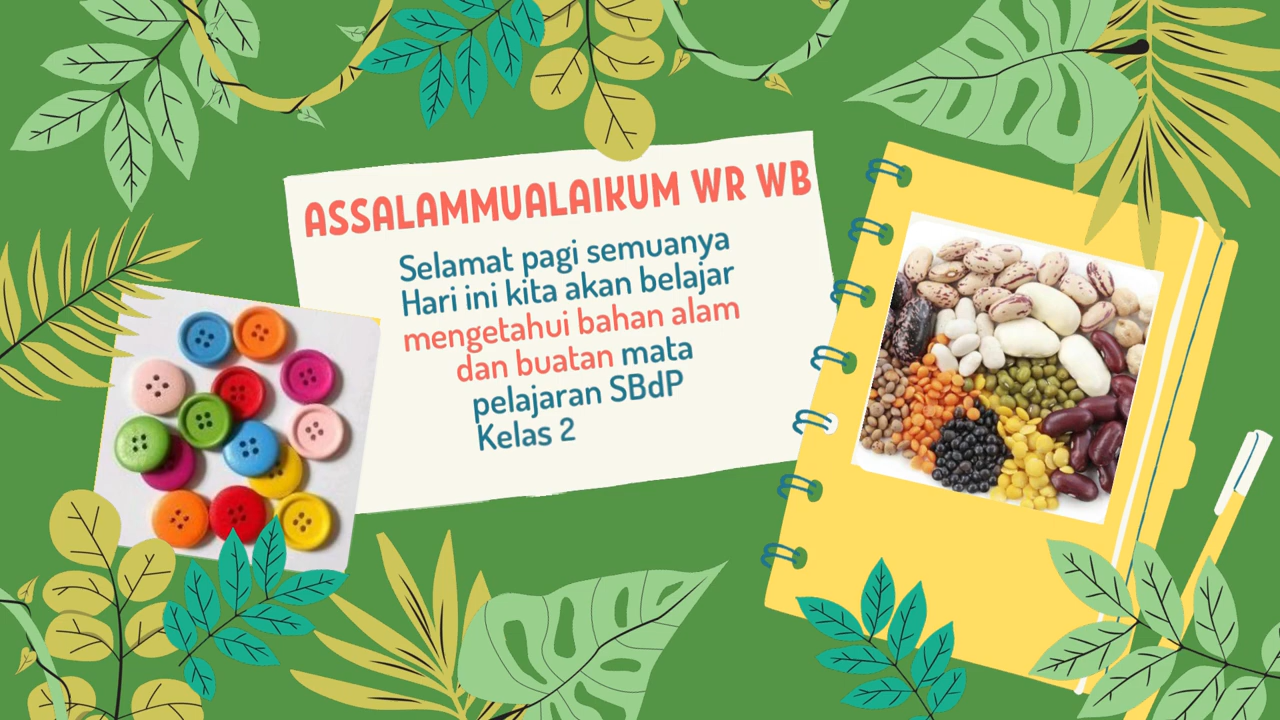 ASSALAMMUALAIKUM WR WB
Selamat pagi semuanya
Hari ini kita akan belajar
mengetahui bahan alam
dan buatan mata
pelajaran SBdP
Kelas 2